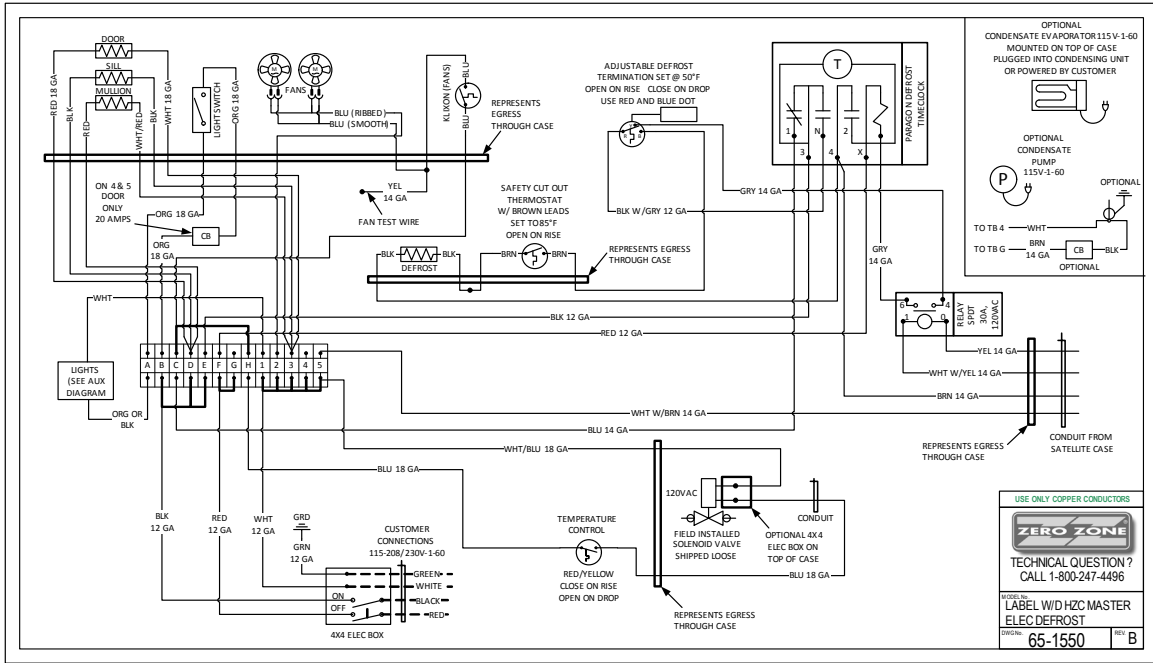 DOOR
SILL
MULLION
RED 18 GA
BLK
RED
WHT/RED
BLK
WHT 18 GA
LIGHT SWITCH
ORG 18 GA
M
M
FANS
BLU (RIBBED)
BLU (SMOOTH)
KLIXON (FANS)
BLU
BLU
REPRESENTS
EGRESS
THROUGH CASE
ADJUSTABLE DEFROST
TERMINATION SET @ 50°F
OPEN ON RISE CLOSE ON DROP
USE RED AND BLUE DOT
R
B
T
1
N
2
3
4
X
PARAGON DEFROST
TIMECLOCK
OPTIONAL
CONDENSATE EVAPORATOR 115V-1-60
MOUNTED ON TOP OF CASE
PLUGGED INTO CONDENSING UNIT
OR POWERED BY CUSTOMER
OPTIONAL
CONDENSATE
PUMP
115V-1-60
P
OPTIONAL
TO TB 4
WHT
TO TB G
BRN
14 GA
CB
BLK
OPTIONAL
ON 4 & 5
DOOR
ONLY
20 AMPS
ORG 18 GA
CB
ORG
18 GA
YEL
14 GA
FAN TEST WIRE
SAFETY CUT OUT
THERMOSTAT
W/ BROWN LEADS
SET TO 85°F
OPEN ON RISE
BLK W/GRY 12 GA
GRY 14 GA
BLK
DEFROST
BLK
BRN
BRN
REPRESENTS EGRESS
THROUGH CASE
GRY
14 GA
6
4
1
0
RELAY
SPDT
30A,
120VAC
WHT
BLK 12 GA
RED 12 GA
A
B
C
D
E
F
G
H
1
2
3
4
5
LIGHTS
(SEE AUX
DIAGRAM
ORG OR
BLK
YEL 14 GA
WHT W/YEL 14 GA
BRN 14 GA
WHT W/BRN 14 GA
BLU 14 GA
WHT/BLU 18 GA
REPRESENTS EGRESS
THROUGH CASE
CONDUIT FROM
SATELLITE CASE
BLU 18 GA
120VAC
FIELD INSTALLED
SOLENOID VALVE
SHIPPED LOOSE
CONDUIT
OPTIONAL 4X4
ELEC BOX ON
TOP OF CASE
BLU 18 GA
BLK
12 GA
RED
12 GA
WHT
12 GA
GRD
GRN
12 GA
CUSTOMER
CONNECTIONS
115-208/230V-1-60
GREEN
WHITE
BLACK
RED
ON
OFF
4X4 ELEC BOX
TEMPERATURE
CONTROL
RED/YELLOW
CLOSE ON RISE
OPEN ON DROP
REPRESENTS EGRESS
THROUGH CASE
USE ONLY COPPER CONDUCTORS
ZERO ZONE
®
TECHNICAL QUESTION ?
CALL 1-800-247-4496
MODEL No.
LABEL W/D HZC MASTER
ELEC DEFROST
DWG No.
65-1550
REV.
B